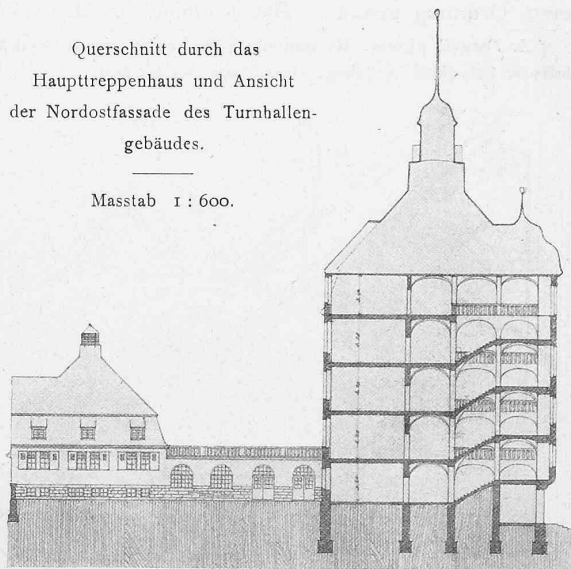 Querschnitt durch das
Haupttreppenhaus und Ansicht
der Nordostfassade des Turnhallen-
gebäudes.
Masstab 1 : 600.